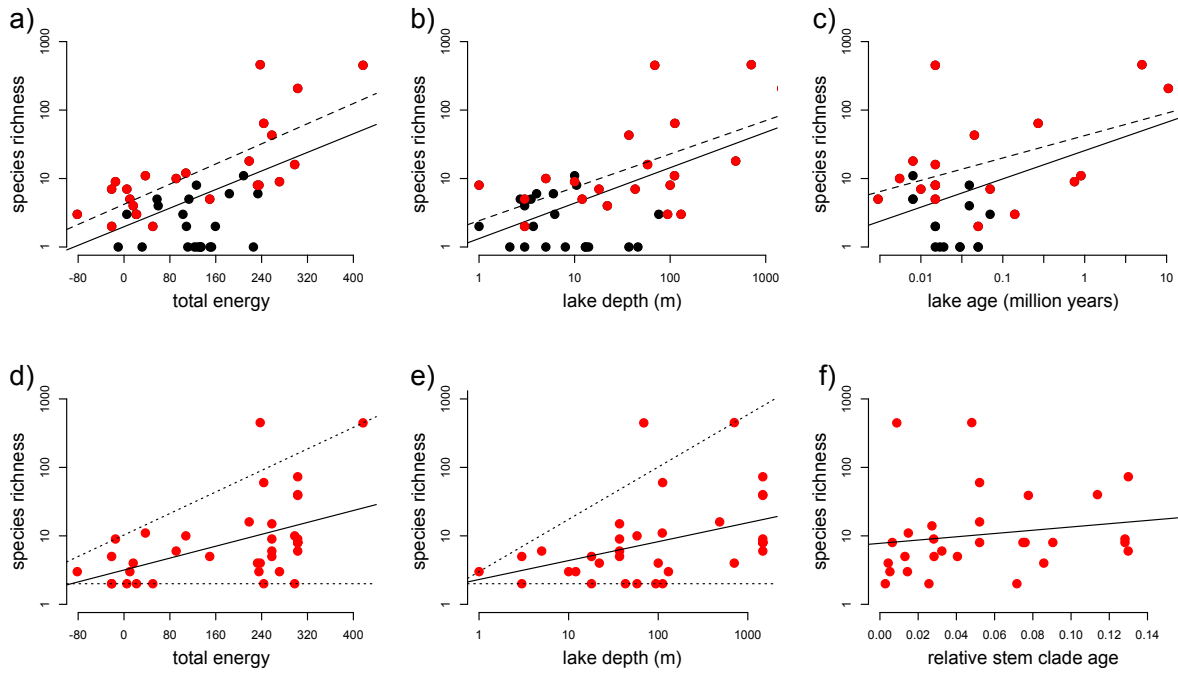 a)
species richness
1 10 100 1000
-80 0 80 160 240 320 400
total energy
b)
species richness
1 10 100 1000
1 10 100 1000
lake depth (m)
c)
species richness
1 10 100 1000
0.01 0.1 1 10
lake age (million years)
d)
species richness
1 10 100 1000
-80 0 80 160 240 320 400
total energy
e)
species richness
1 10 100 1000
1 10 100 1000
lake depth (m)
f)
species richness
1 10 100 1000
0.00 0.02 0.04 0.06 0.08 0.10 0.12 0.14
relative stem clade age